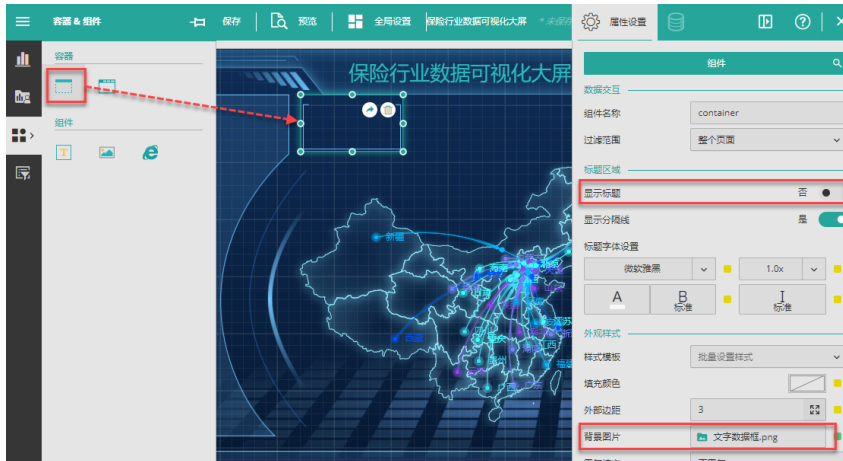 容器 & 组件
保存
预览
全局设置
保险行业数据可视化大屏
属性设置
容器
组件
T
保险行业数据可视化大屏
新疆
组件
数据交互
组件名称
container
过滤范围
整个页面
标题区域
显示标题
否
显示分隔线
是
标题字体设置
微软雅黑
1.0x
A
B
标准
I
标准
外观样式
样式模板
批量设置样式
填充颜色
外部边距
3
背景图片
文字数据框.png